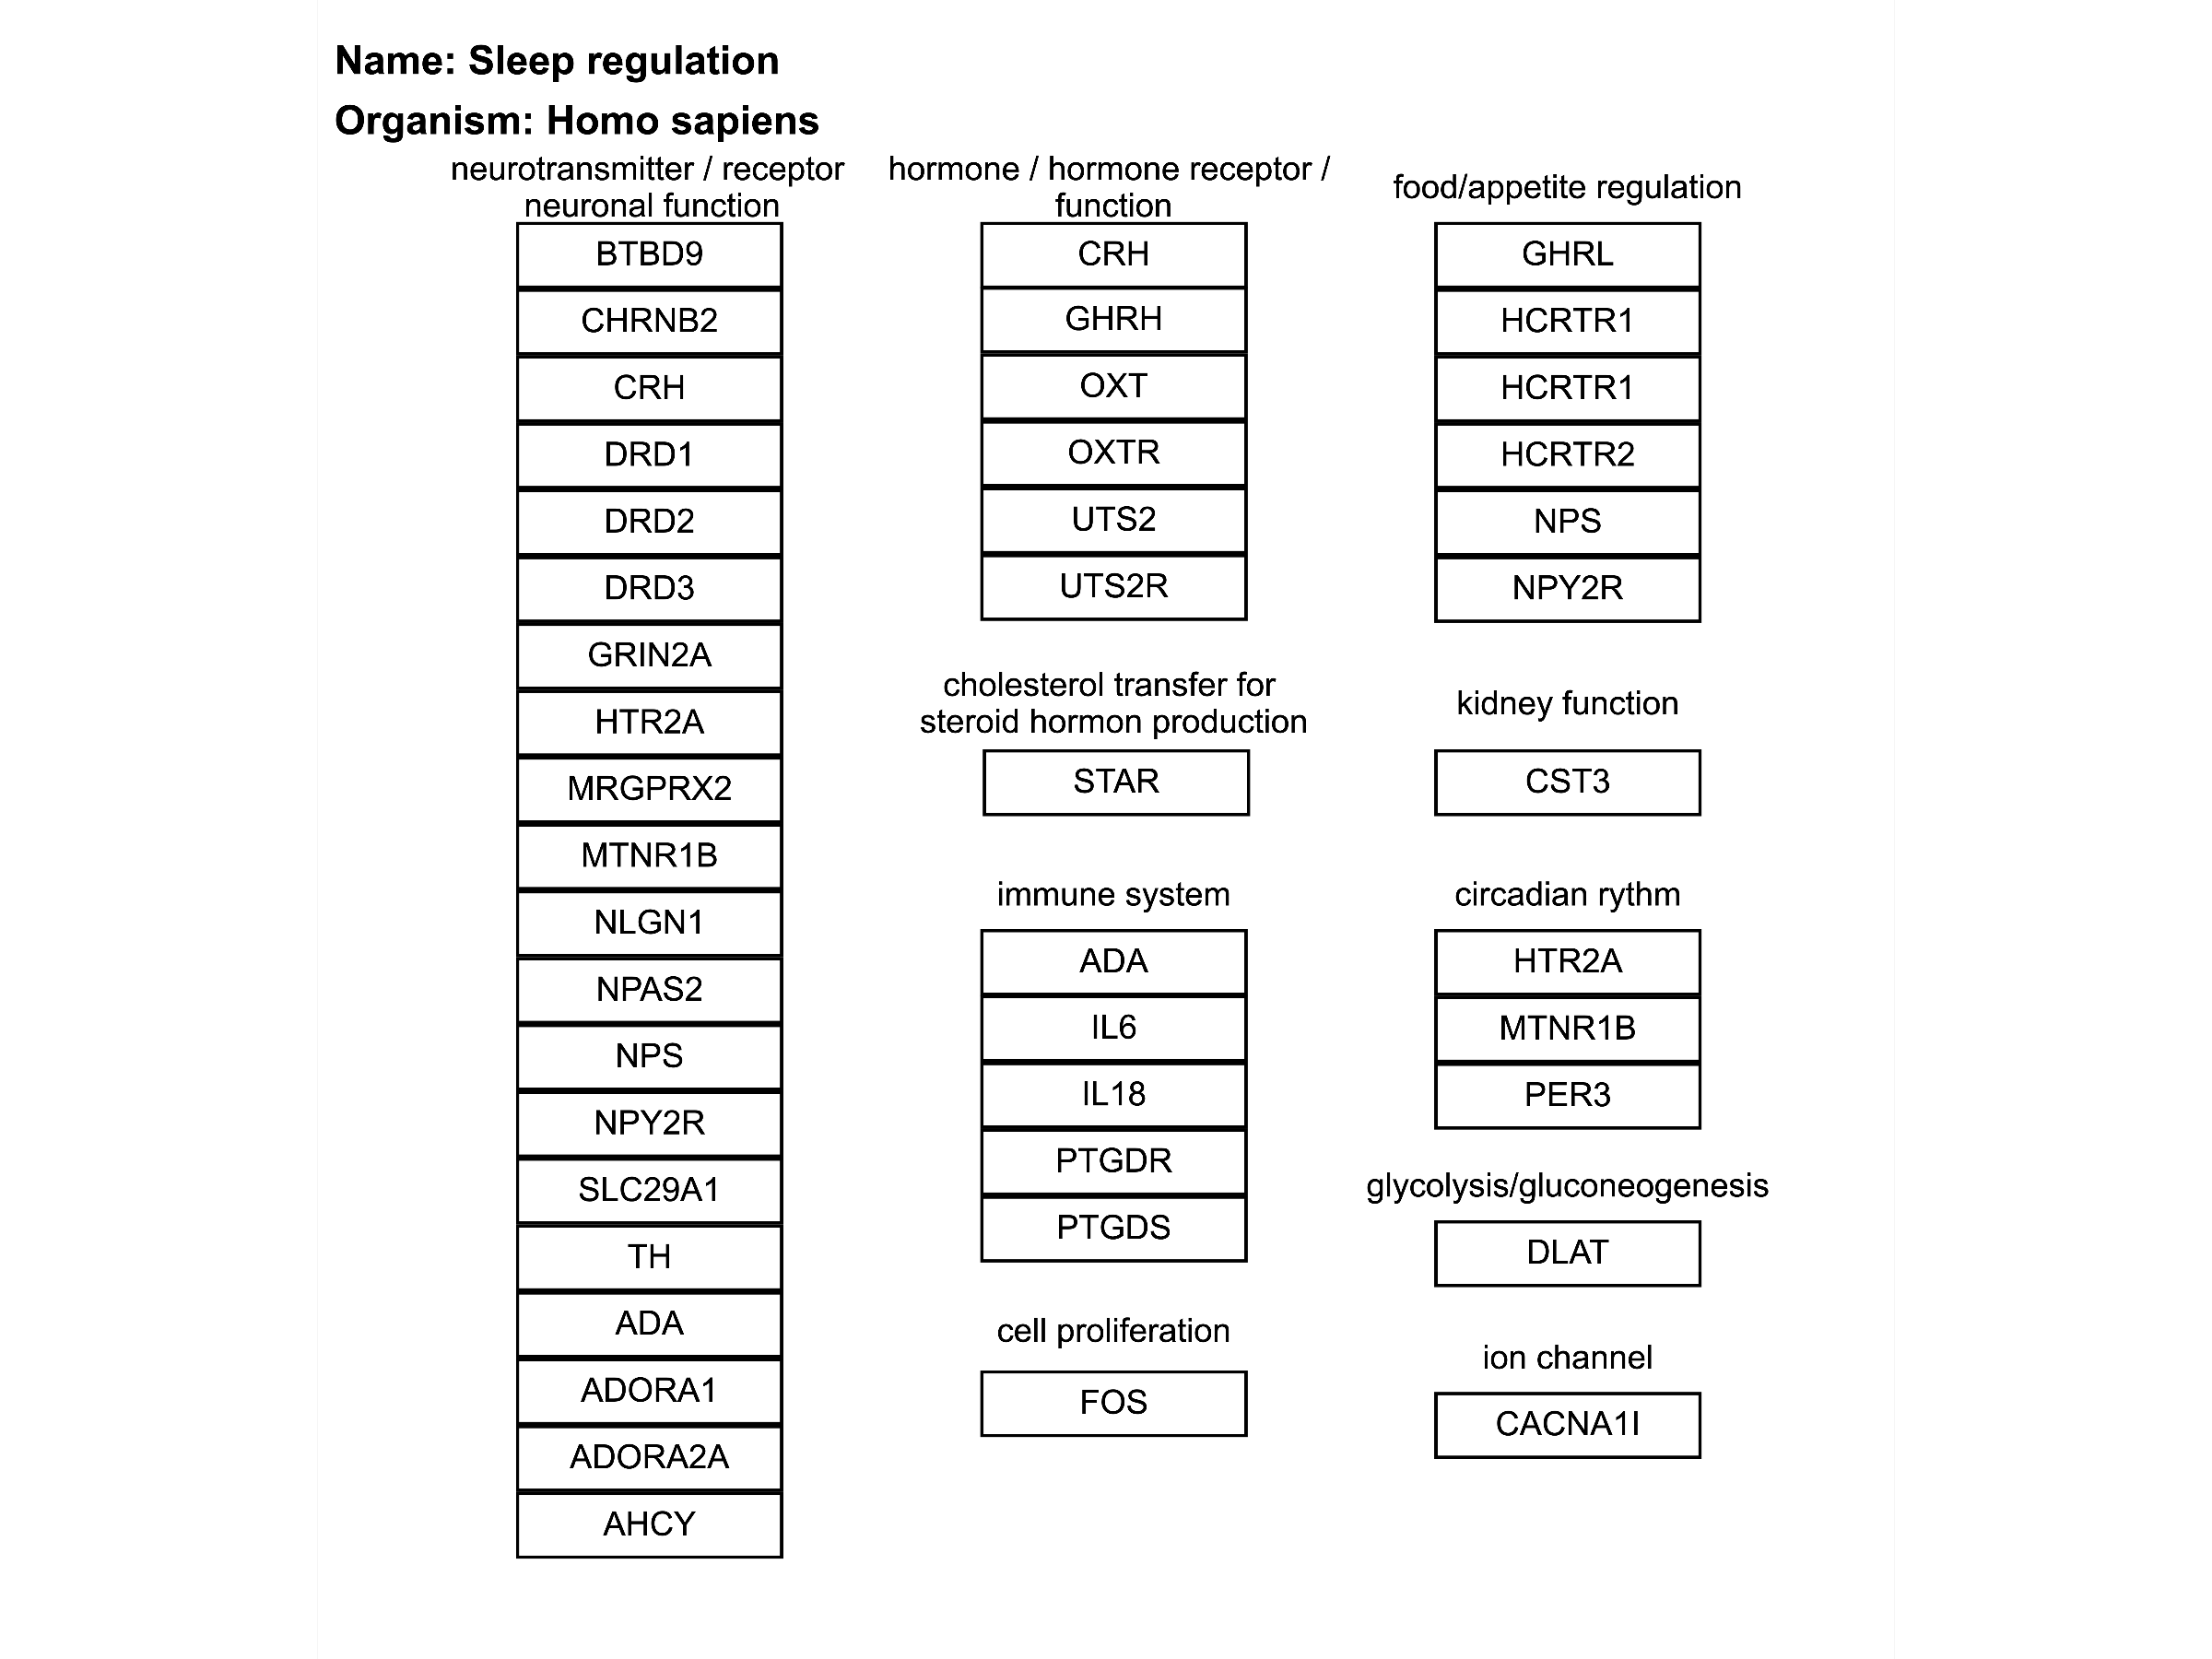 Name: Sleep regulation
Organism: Homo sapiens
neurotransmitter / receptor
neuronal function
BTBD9
CHRNB2
CRH
DRD1
DRD2
DRD3
GRIN2A
HTR2A
MRGPRX2
MTNR1B
NLGN1
NPAS2
NPS
NPY2R
SLC29A1
TH
ADA
ADORA1
ADORA2A
AHCY
hormone / hormone receptor /
function
CRH
GHRH
OXT
OXTR
UTS2
UTS2R
cholesterol transfer for
steroid hormon production
STAR
immune system
ADA
IL6
IL18
PTGDR
PTGDS
cell proliferation
FOS
food/appetite regulation
GHRL
HCRTR1
HCRTR1
HCRTR2
NPS
NPY2R
kidney function
CST3
circadian rythm
HTR2A
MTNR1B
PER3
glycolysis/gluconeogenesis
DLAT
ion channel
CACNA1I